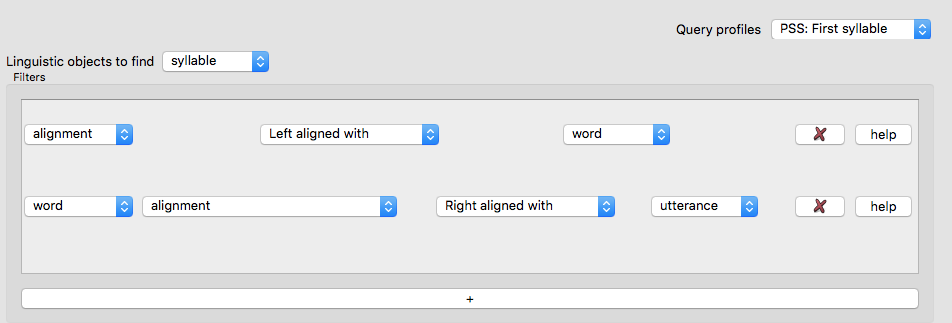 Query profiles PSS: First syllable
Linguistic objects to find syllable
Filters
alignment Left aligned with word help
word alignment Right aligned with utterance help
+